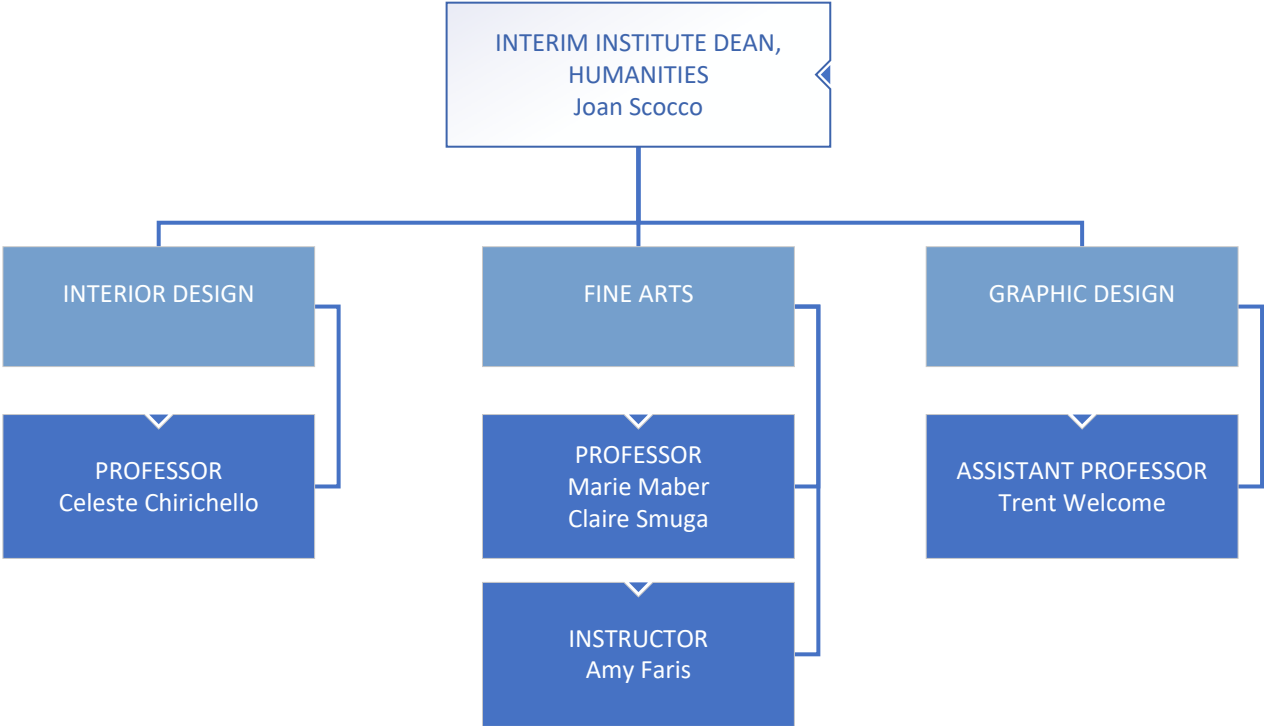 INTERIM INSTITUTE DEAN,
HUMANITIES
Joan Scocco
INTERIOR DESIGN
FINE ARTS
GRAPHIC DESIGN
PROFESSOR
Celeste Chirichello
PROFESSOR
Marie Maber
Claire Smuga
ASSISTANT PROFESSOR
Trent Welcome
INSTRUCTOR
Amy Faris